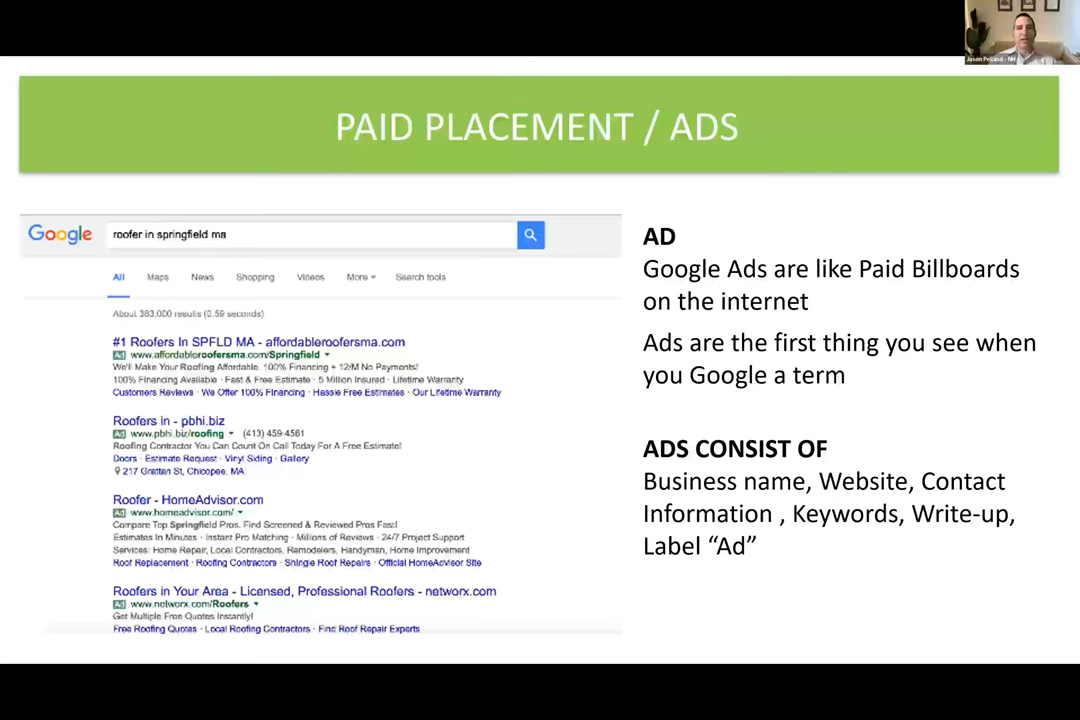 Jason Pelland - NH
PAID PLACEMENT / ADS
Google
roofer in springfield ma
All Maps News Shopping Videos More Search tools
About 383,000 results (0.59 seconds)
#1 Roofers In SPFLD MA - affordableroofersma.com
Ad www.affordableroofersma.com/Springfield
We'll Make Your Roofing Affordable. 100% Financing + 12/M No Payments!
100% Financing Available · Fast & Free Estimate · 5 Million Insured · Lifetime Warranty
Customers Reviews · We Offer 100% Financing · Hassle Free Estimates · Our Lifetime Warranty
Roofers in - pbhi.biz
Ad www.pbhi.biz/roofing (413) 459-4561
Roofing Contractor You Can Count On Call Today For A Free Estimate!
Doors · Estimate Request · Vinyl Siding · Gallery
217 Grattan St, Chicopee, MA
Roofer - HomeAdvisor.com
Ad www.homeadvisor.com/
Compare Top Springfield Pros. Find Screened & Reviewed Pros Fast!
Estimates In Minutes · Instant Pro Matching · Millions of Reviews · 24/7 Project Support
Services: Home Repair, Local Contractors, Remodelers, Handyman, Home Improvement
Roof Replacement · Roofing Contractors · Shingle Roof Repairs · Official HomeAdvisor Site
Roofers in Your Area - Licensed, Professional Roofers - networx.com
Ad www.networx.com/Roofers
Get Multiple Free Quotes Instantly!
Free Roofing Quotes · Local Roofing Contractors · Find Roof Repair Experts
AD
Google Ads are like Paid Billboards
on the internet
Ads are the first thing you see when
you Google a term
ADS CONSIST OF
Business name, Website, Contact
Information , Keywords, Write-up,
Label “Ad”